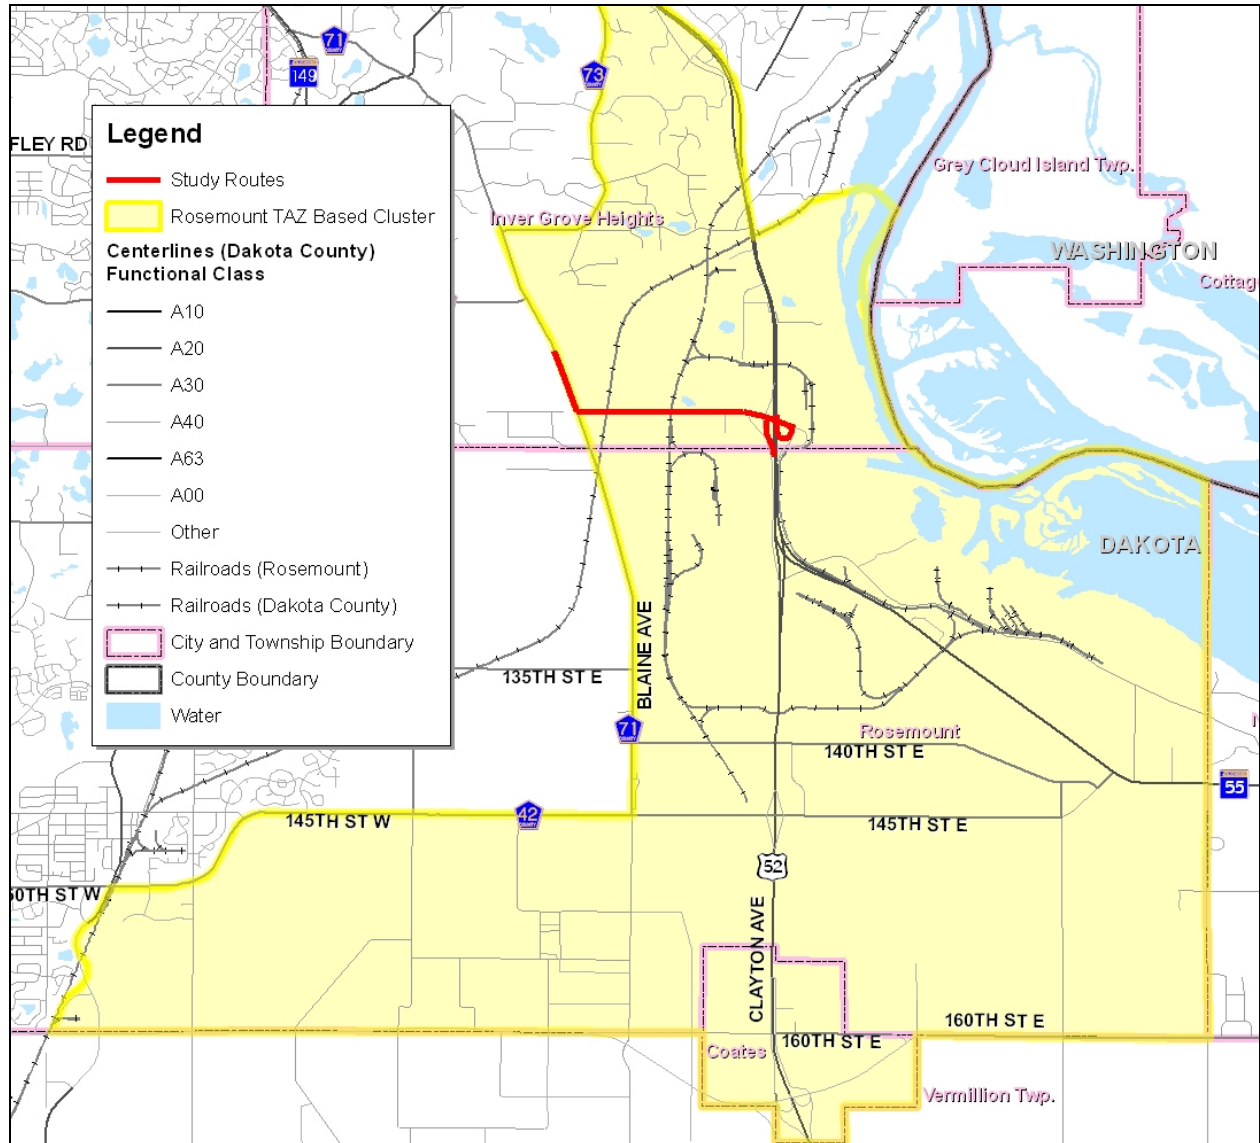 71
149
73
FLEY RD
Legend
Study Routes
Rosemount TAZ Based Cluster
Centerlines (Dakota County)
Functional Class
A10
A20
A30
A40
A63
A00
Other
Railroads (Rosemount)
Railroads (Dakota County)
City and Township Boundary
County Boundary
Water
Grey Cloud Island Twp.
Inver Grove Heights
WASHINGTON
Cottag
DAKOTA
BLAINE AVE
135TH ST E
71
Rosemount
140TH ST E
55
42
145TH ST W
145TH ST E
52
50TH ST W
CLAYTON AVE
160TH ST E
160TH ST E
Coates
Vermillion Twp.